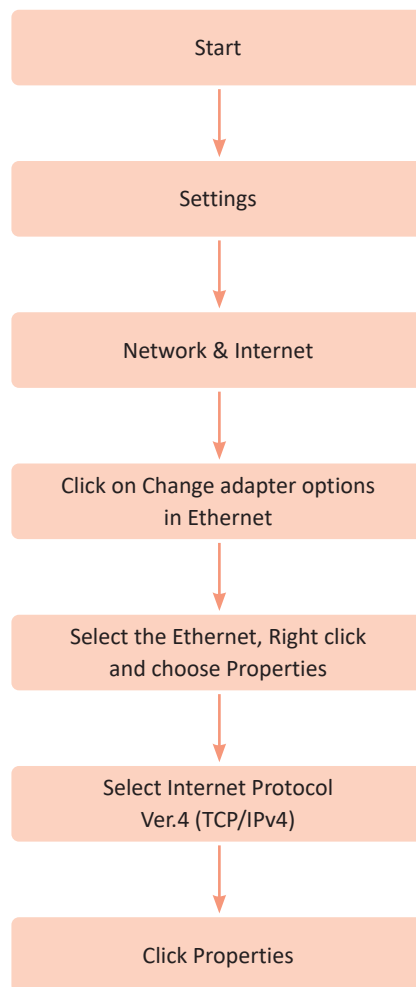 Start
Settings
Network & Internet
Click on Change adapter options
in Ethernet
Select the Ethernet, Right click
and choose Properties
Select Internet Protocol
Ver.4 (TCP/IPv4)
Click Properties